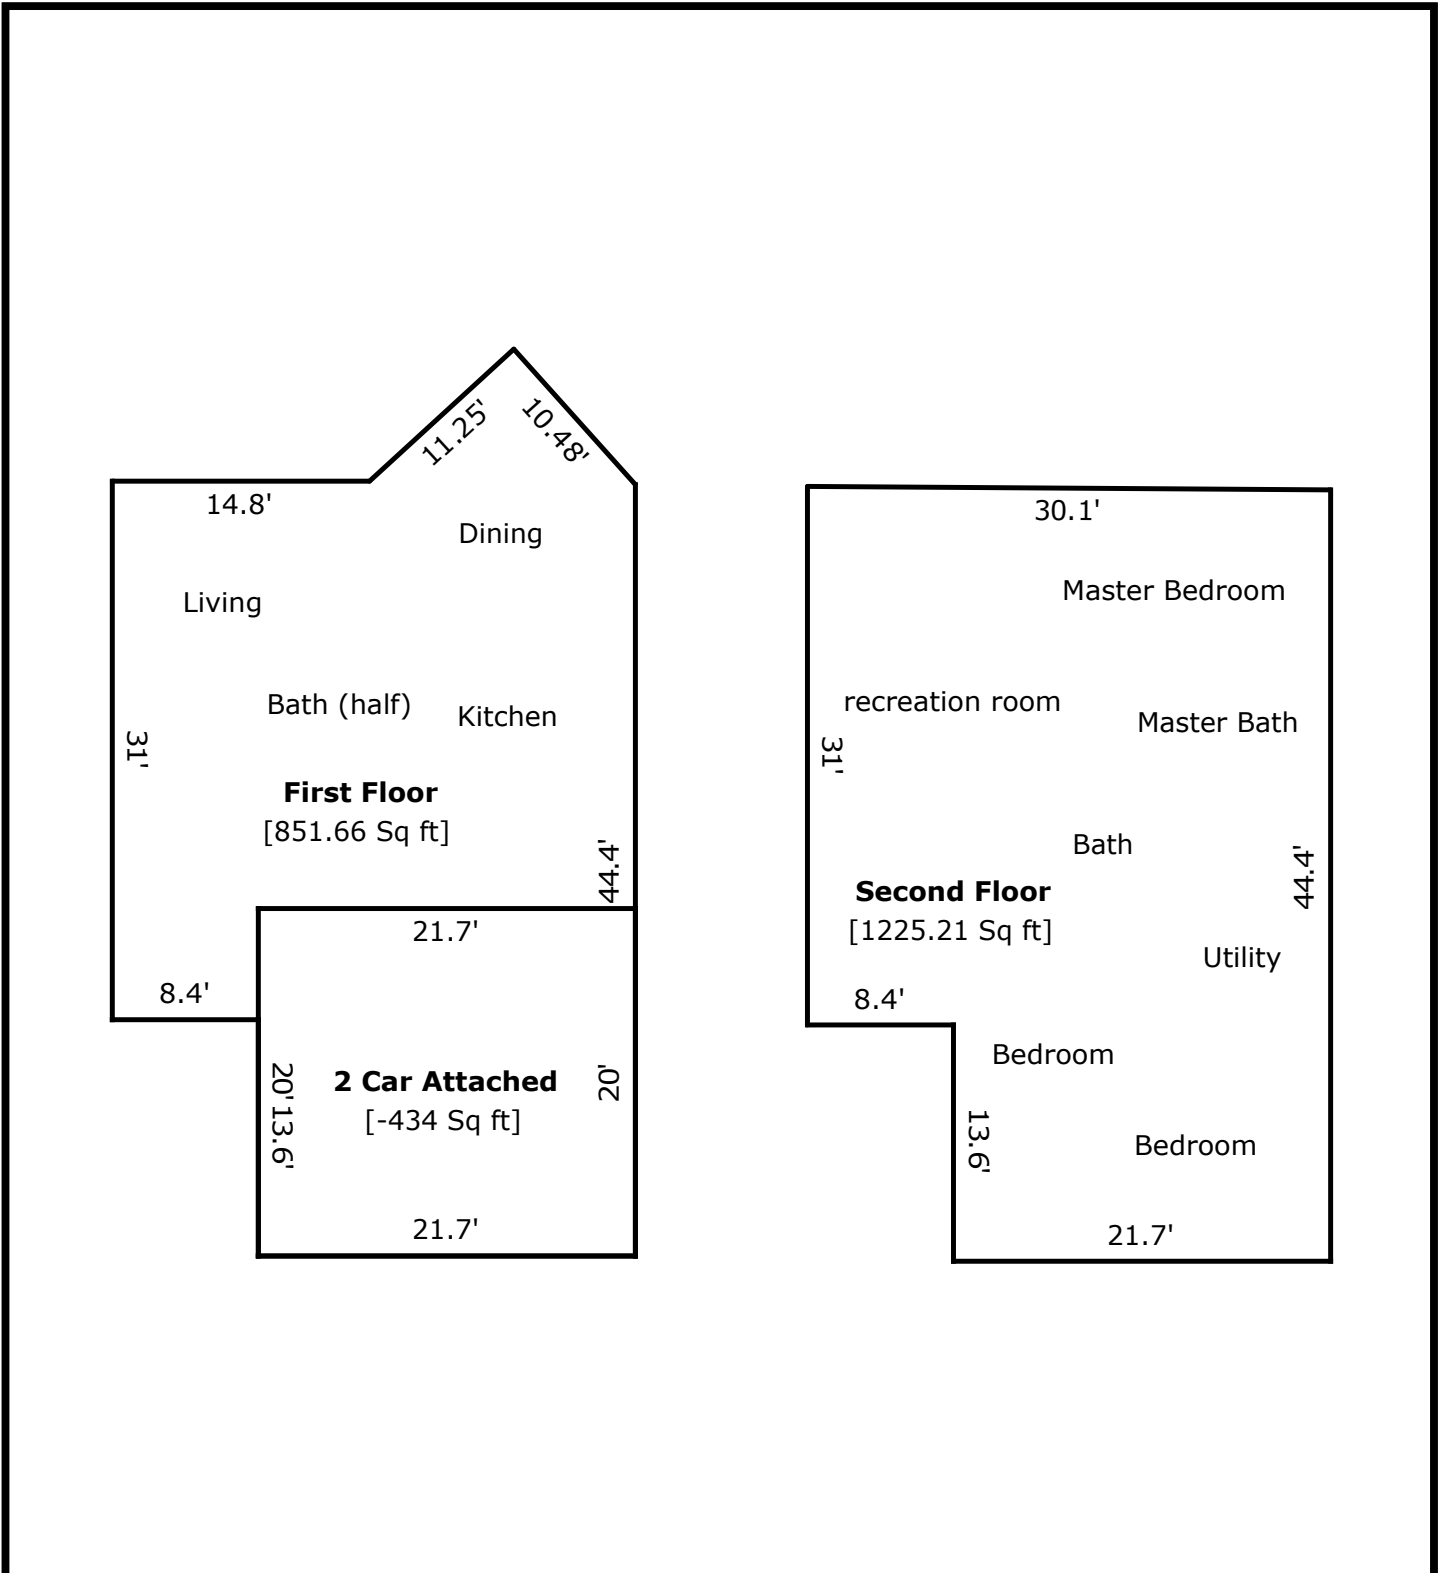 11.25'
10.48'
14.8'
Dining
Living
Bath (half)
Kitchen
31'
First Floor
[851.66 Sq ft]
44.4'
21.7'
8.4'
20'
13.6'
2 Car Attached
[-434 Sq ft]
20'
21.7'
30.1'
Master Bedroom
recreation room
Master Bath
31'
Bath
Second Floor
[1225.21 Sq ft]
44.4'
Utility
8.4'
Bedroom
13.6'
Bedroom
21.7'